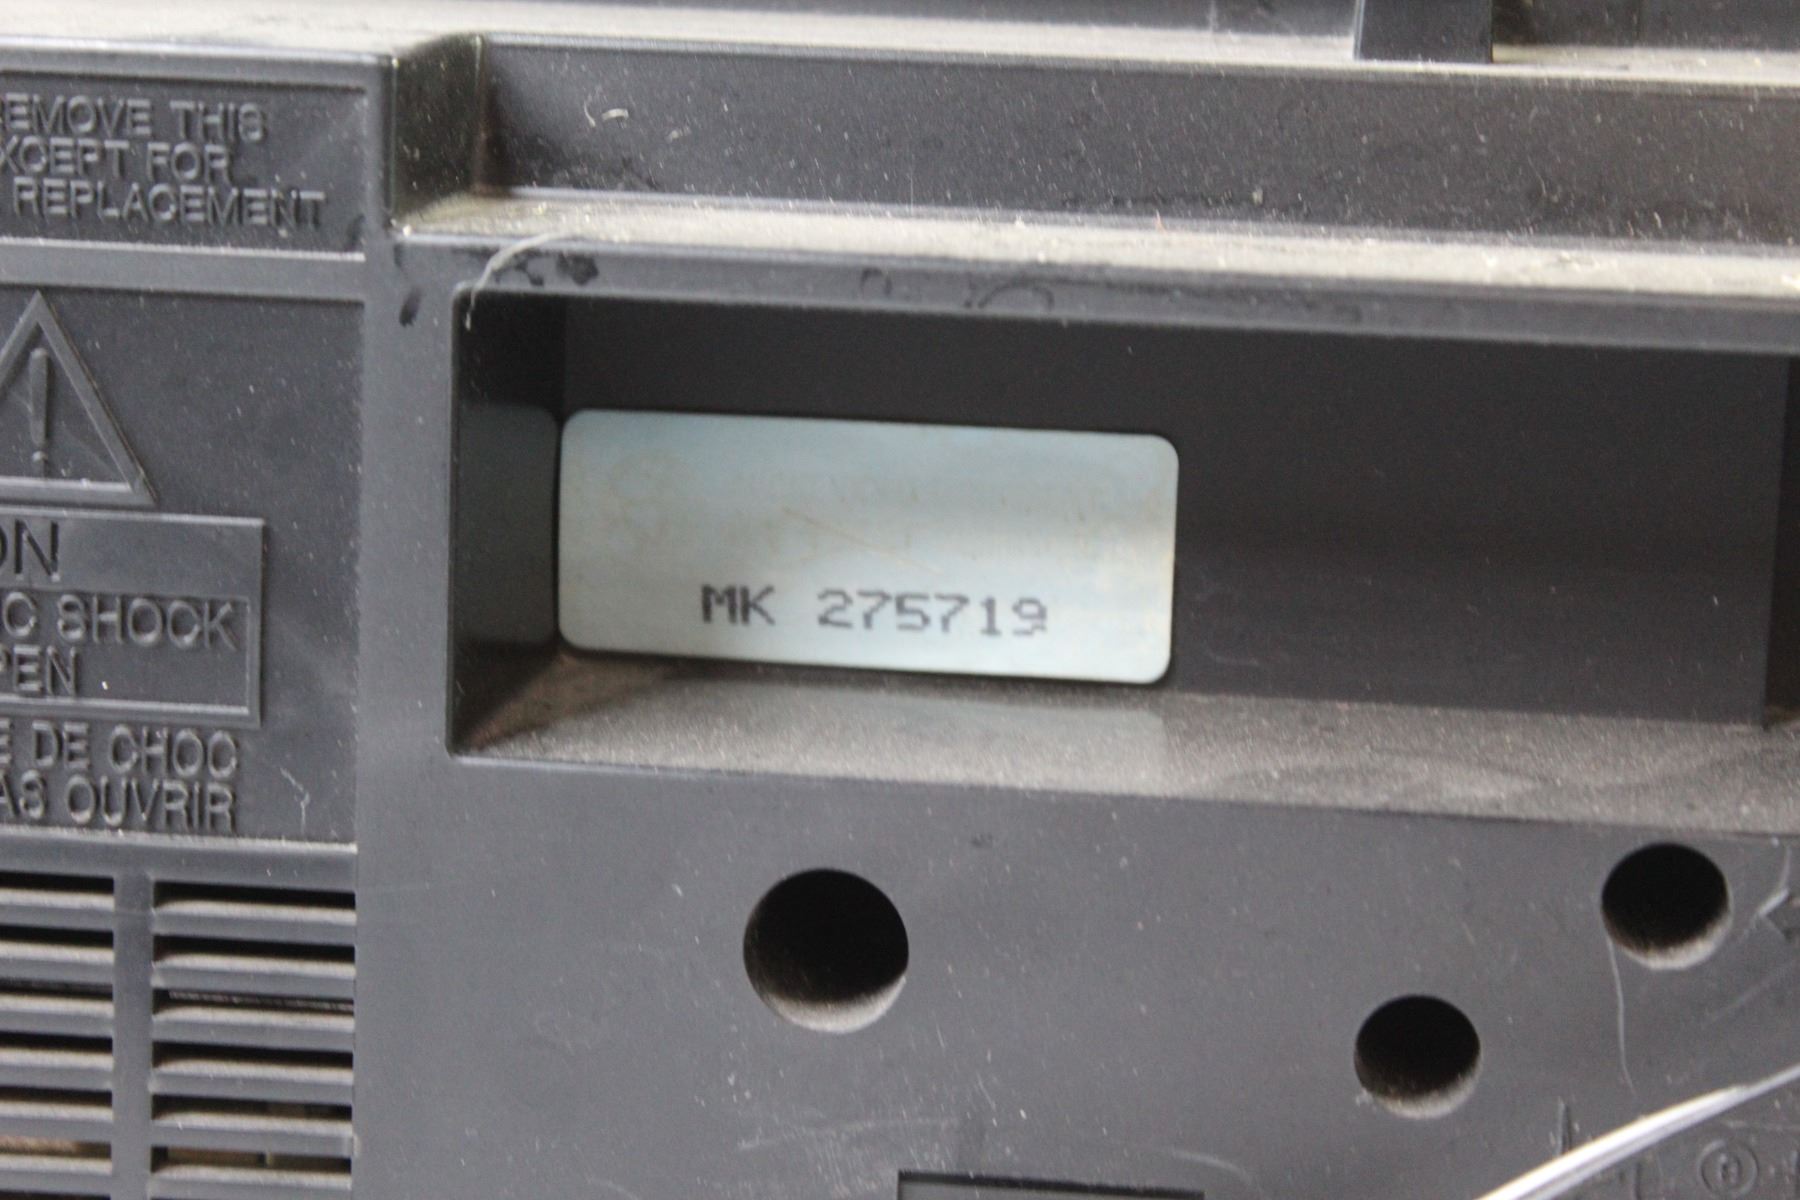 EMOVE THIS
XCEPT FOR
REPLACEMENT
ON
C SHOCK
PEN
E DE CHOC
AS OUVRIR
MK 275719